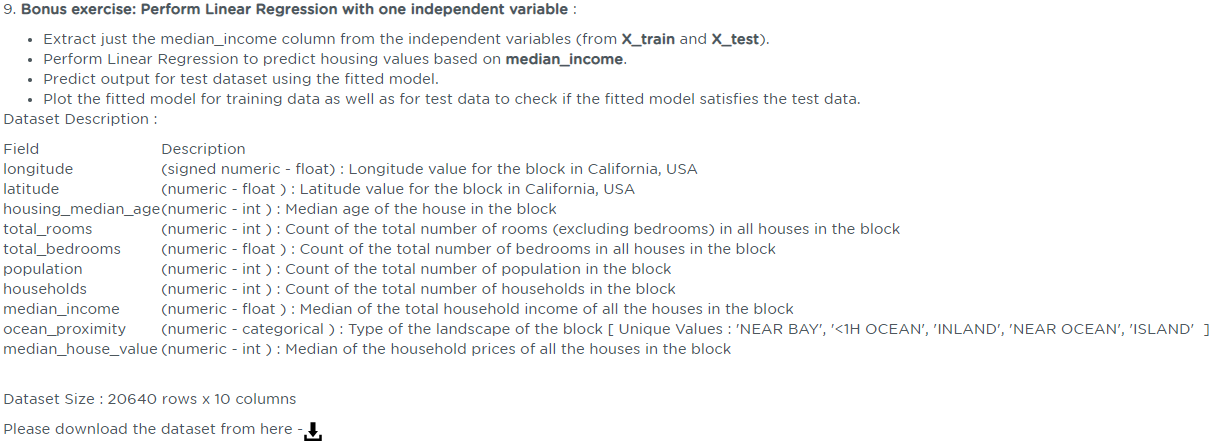 9. Bonus exercise: Perform Linear Regression with one independent variable :
• Extract just the median_income column from the independent variables (from X_train and X_test).
• Perform Linear Regression to predict housing values based on median_income.
• Predict output for test dataset using the fitted model.
• Plot the fitted model for training data as well as for test data to check if the fitted model satisfies the test data.
Dataset Description :
Field Description
longitude (signed numeric - float) : Longitude value for the block in California, USA
latitude (numeric - float ) : Latitude value for the block in California, USA
housing_median_age (numeric - int ) : Median age of the house in the block
total_rooms (numeric - int ) : Count of the total number of rooms (excluding bedrooms) in all houses in the block
total_bedrooms (numeric - float ) : Count of the total number of bedrooms in all houses in the block
population (numeric - int ) : Count of the total number of population in the block
households (numeric - int ) : Count of the total number of households in the block
median_income (numeric - float ) : Median of the total household income of all the houses in the block
ocean_proximity (numeric - categorical ) : Type of the landscape of the block [ Unique Values : 'NEAR BAY', '<1H OCEAN', 'INLAND', 'NEAR OCEAN', 'ISLAND' ]
median_house_value (numeric - int ) : Median of the household prices of all the houses in the block
Dataset Size : 20640 rows x 10 columns
Please download the dataset from here -